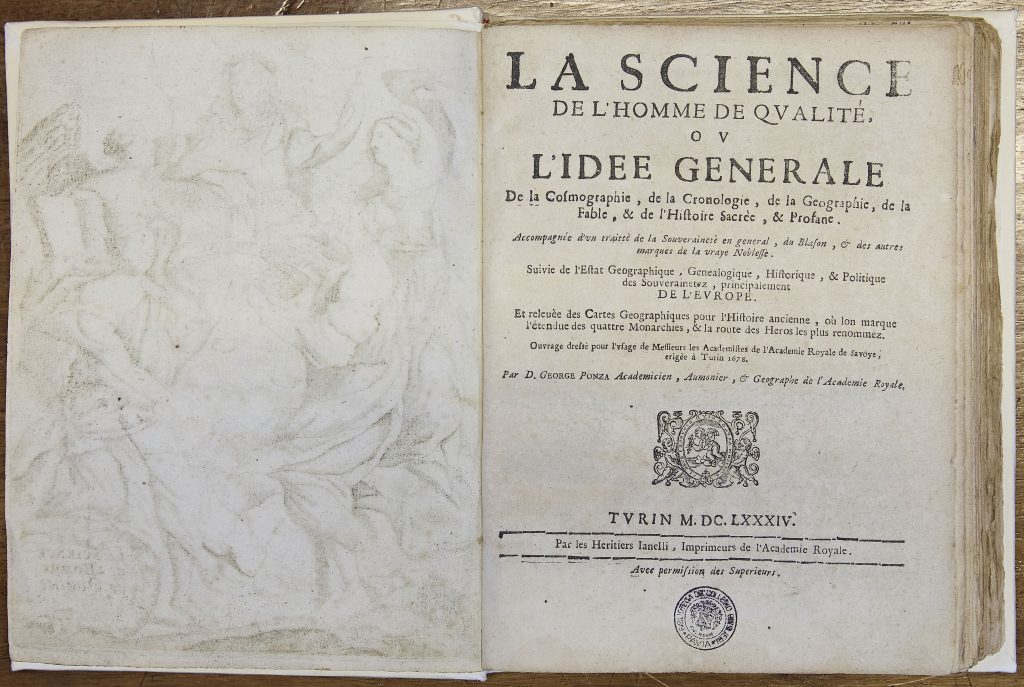 LA SCIENCE
DE L'HOMME DE QVALITÉ,
O V
L'IDEE GENERALE
De la Cosmographie, de la Cronologie, de la Geographie, de la
Fable, & de l'Histoire Sacrèe, & Profane.
Accompagnée d'vn traitté de la Souveraineté en general, du Blason, & des autres
marques de la vraye Noblesse.
Suivie de l'Estat Geographique, Genealogique, Historique, & Politique
des Souverainetez, principalement
DE L'EVROPE.
Et relevèe des Cartes Geographiques pour l'Histoire ancienne, où lon marque
l'ètendue des quattre Monarchies, & la route des Heros les plus renommez.
Ouvrage dressé pour l'vsage de Messieurs les Academistes de l'Academie Royale de Savoye,
erigèe à Turin 1678.
Par D. GEORGE PONZA Academicien, Aumonier, & Geographe de l'Academie Royale.
TVRIN M. DC. LXXXIV.
Par les Heritiers Ianelli, Imprimeurs de l'Academie Royale.
Avec permission des Superieurs.
PAVIA